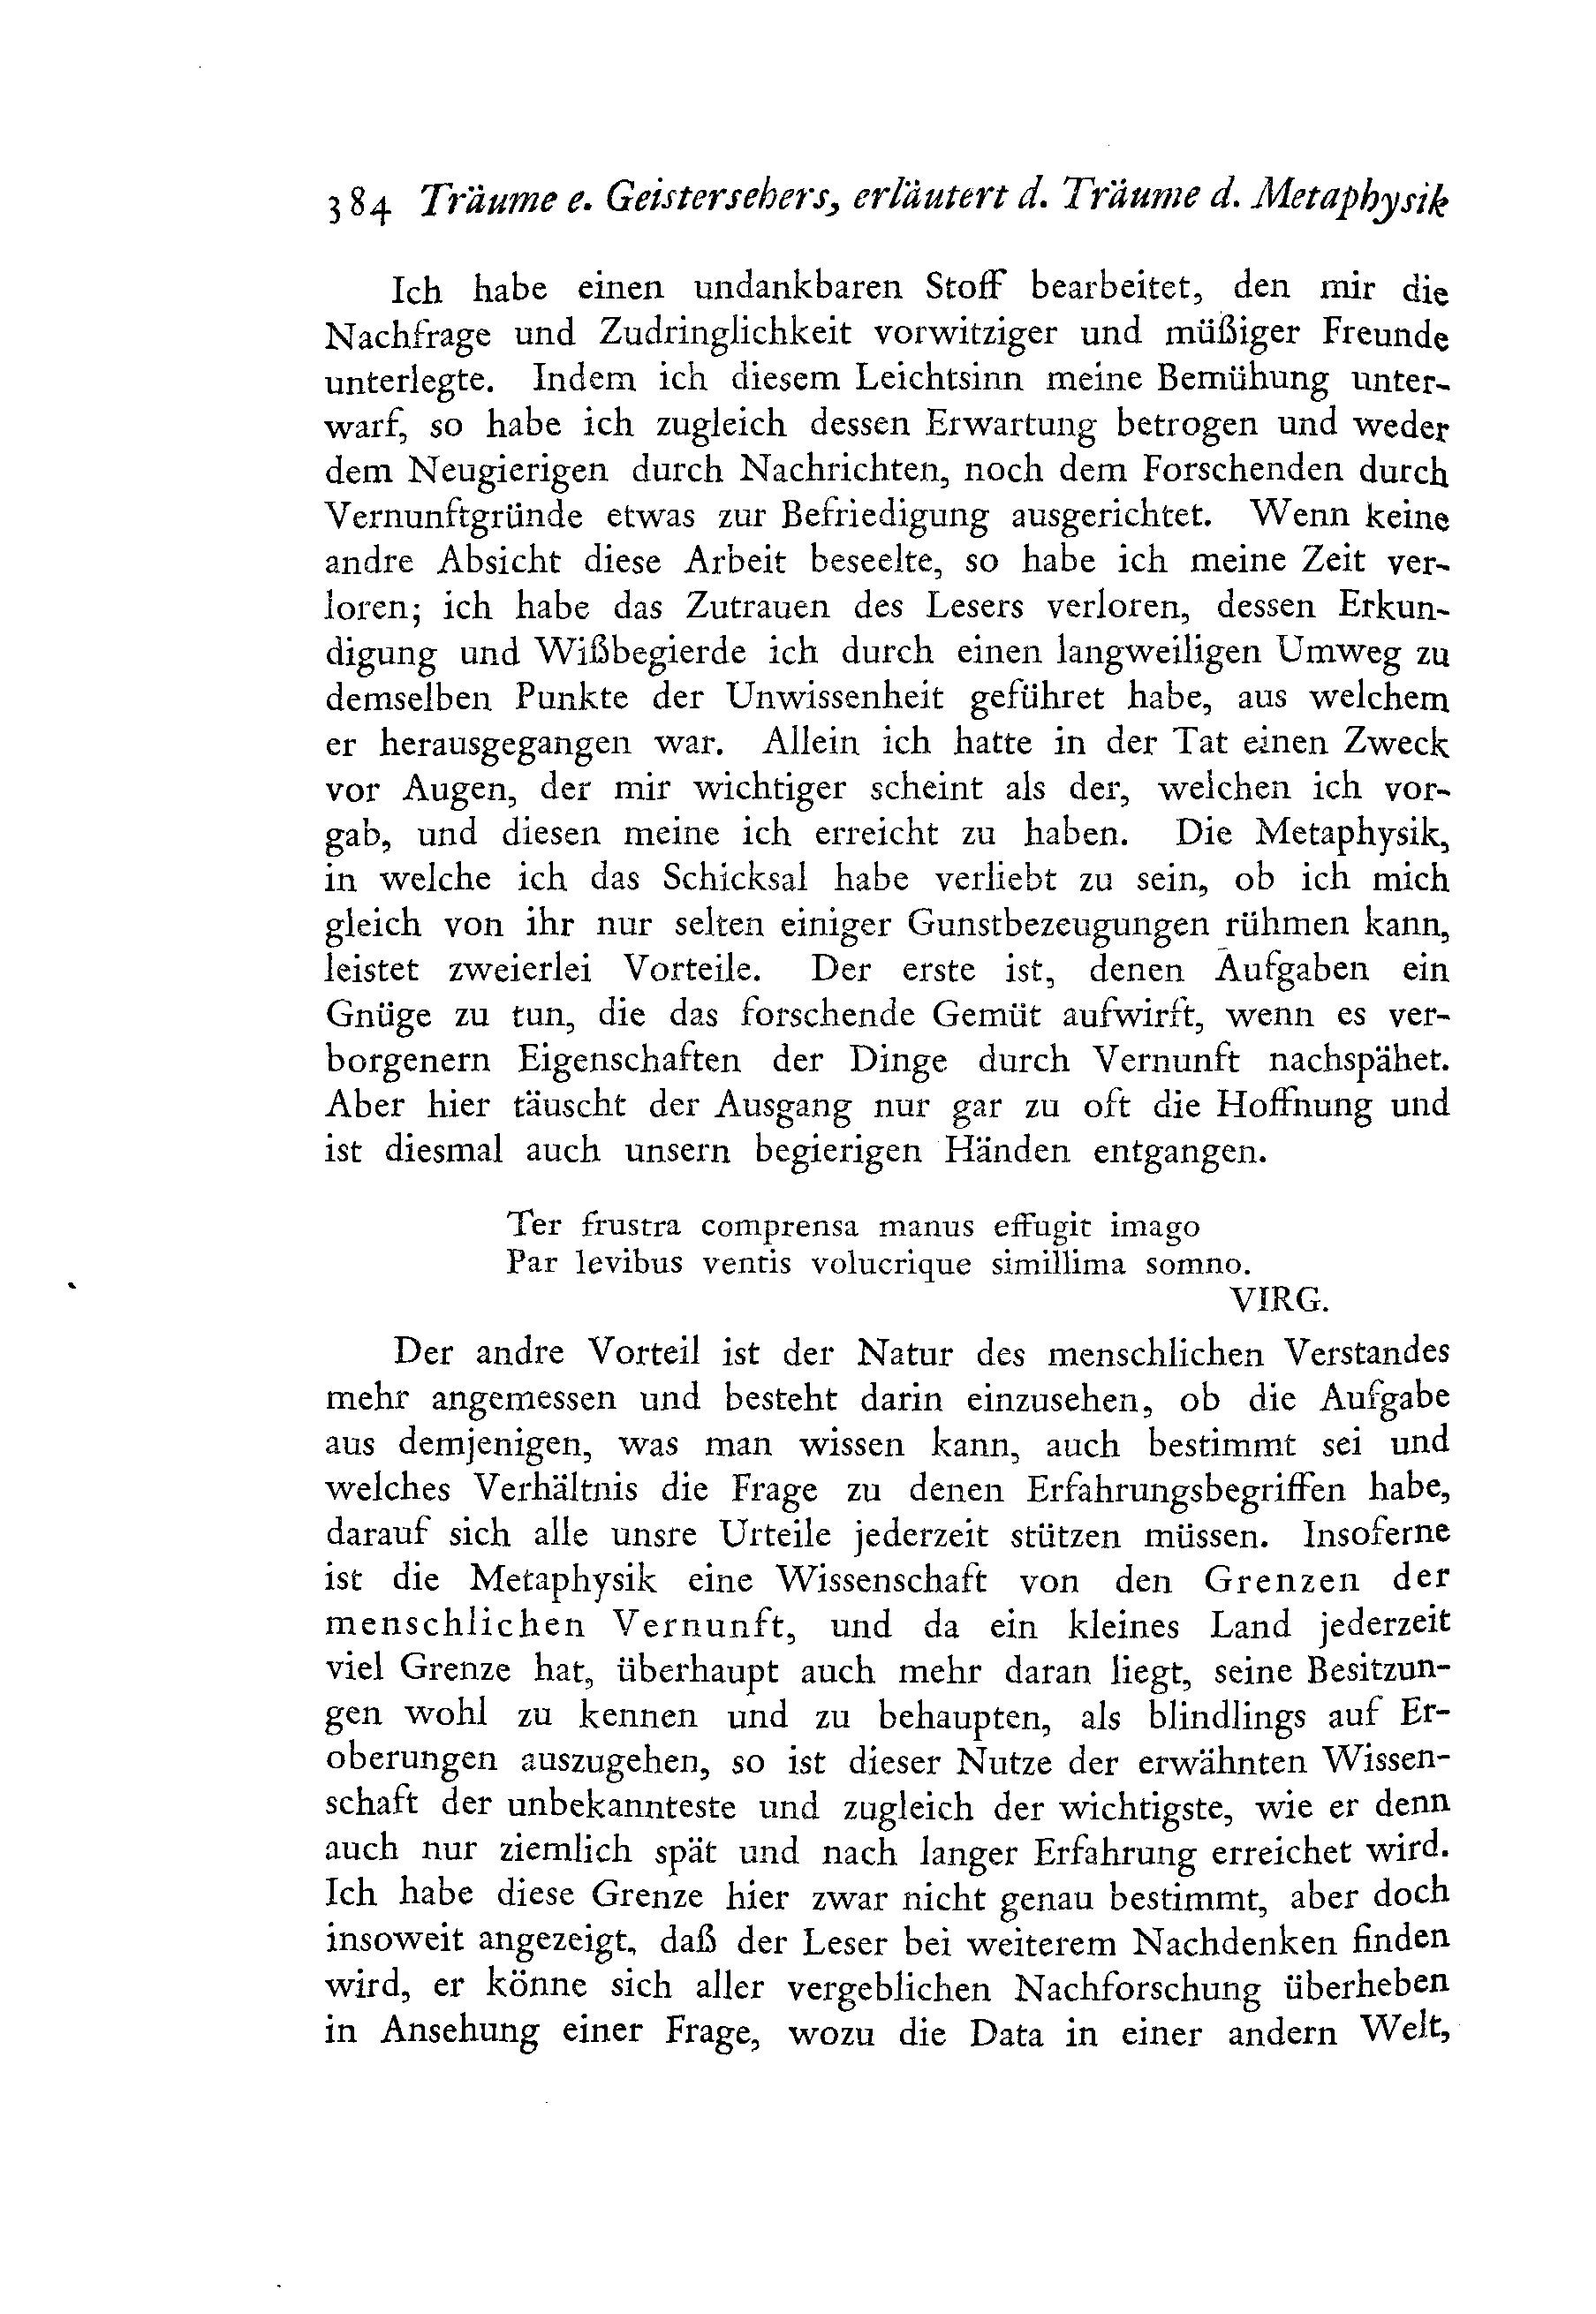 384 Träume e. Geistersehers, erläutert d. Träume d. Metaphysik
Ich habe einen undankbaren Stoff bearbeitet, den mir die
Nachfrage und Zudringlichkeit vorwitziger und müßiger Freunde
unterlegte. Indem ich diesem Leichtsinn meine Bemühung unter-
warf, so habe ich zugleich dessen Erwartung betrogen und weder
dem Neugierigen durch Nachrichten, noch dem Forschenden durch
Vernunftgründe etwas zur Befriedigung ausgerichtet. Wenn keine
andre Absicht diese Arbeit beseelte, so habe ich meine Zeit ver-
loren; ich habe das Zutrauen des Lesers verloren, dessen Erkun-
digung und Wißbegierde ich durch einen langweiligen Umweg zu
demselben Punkte der Unwissenheit geführet habe, aus welchem
er herausgegangen war. Allein ich hatte in der Tat einen Zweck
vor Augen, der mir wichtiger scheint als der, welchen ich vor-
gab, und diesen meine ich erreicht zu haben. Die Metaphysik,
in welche ich das Schicksal habe verliebt zu sein, ob ich mich
gleich von ihr nur selten einiger Gunstbezeugungen rühmen kann,
leistet zweierlei Vorteile. Der erste ist, denen Aufgaben ein
Gnüge zu tun, die das forschende Gemüt aufwirft, wenn es ver-
borgenern Eigenschaften der Dinge durch Vernunft nachspähet.
Aber hier täuscht der Ausgang nur gar zu oft die Hoffnung und
ist diesmal auch unsern begierigen Händen entgangen.
Ter frustra comprensa manus effugit imago
Par levibus ventis volucrique simillima somno.
VIRG.
Der andre Vorteil ist der Natur des menschlichen Verstandes
mehr angemessen und besteht darin einzusehen, ob die Aufgabe
aus demjenigen, was man wissen kann, auch bestimmt sei und
welches Verhältnis die Frage zu denen Erfahrungsbegriffen habe,
darauf sich alle unsre Urteile jederzeit stützen müssen. Insoferne
ist die Metaphysik eine Wissenschaft von den Grenzen der
menschlichen Vernunft, und da ein kleines Land jederzeit
viel Grenze hat, überhaupt auch mehr daran liegt, seine Besitzun-
gen wohl zu kennen und zu behaupten, als blindlings auf Er-
oberungen auszugehen, so ist dieser Nutze der erwähnten Wissen-
schaft der unbekannteste und zugleich der wichtigste, wie er denn
auch nur ziemlich spät und nach langer Erfahrung erreichet wird.
Ich habe diese Grenze hier zwar nicht genau bestimmt, aber doch
insoweit angezeigt, daß der Leser bei weiterem Nachdenken finden
wird, er könne sich aller vergeblichen Nachforschung überheben
in Ansehung einer Frage, wozu die Data in einer andern Welt,